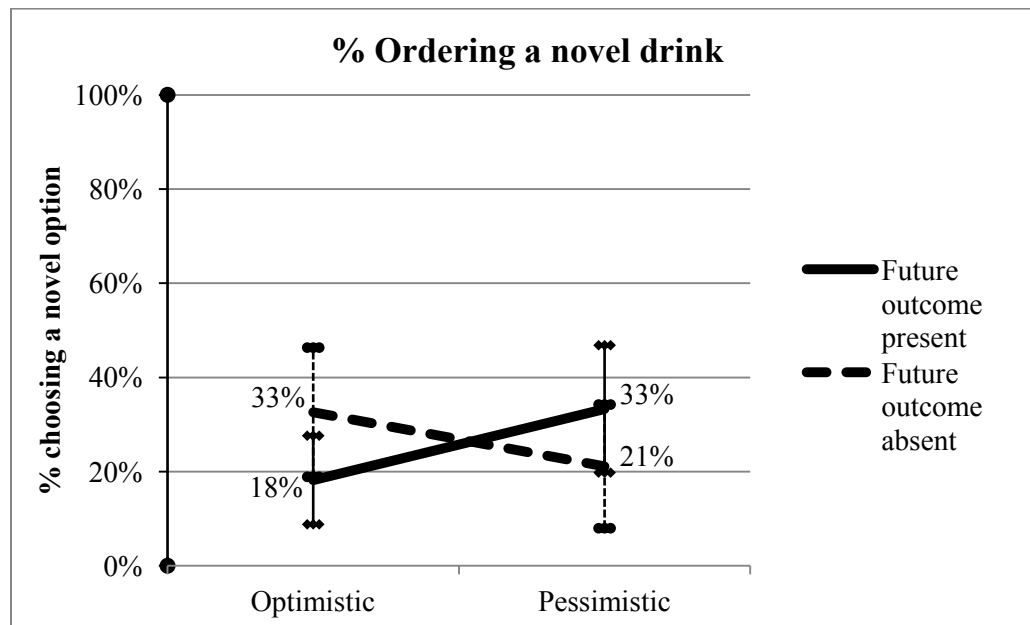 % Ordering a novel drink
% choosing a novel option
100%
80%
60%
40%
20%
0%
33%
18%
33%
21%
Optimistic
Pessimistic
Future
outcome
present
Future
outcome
absent